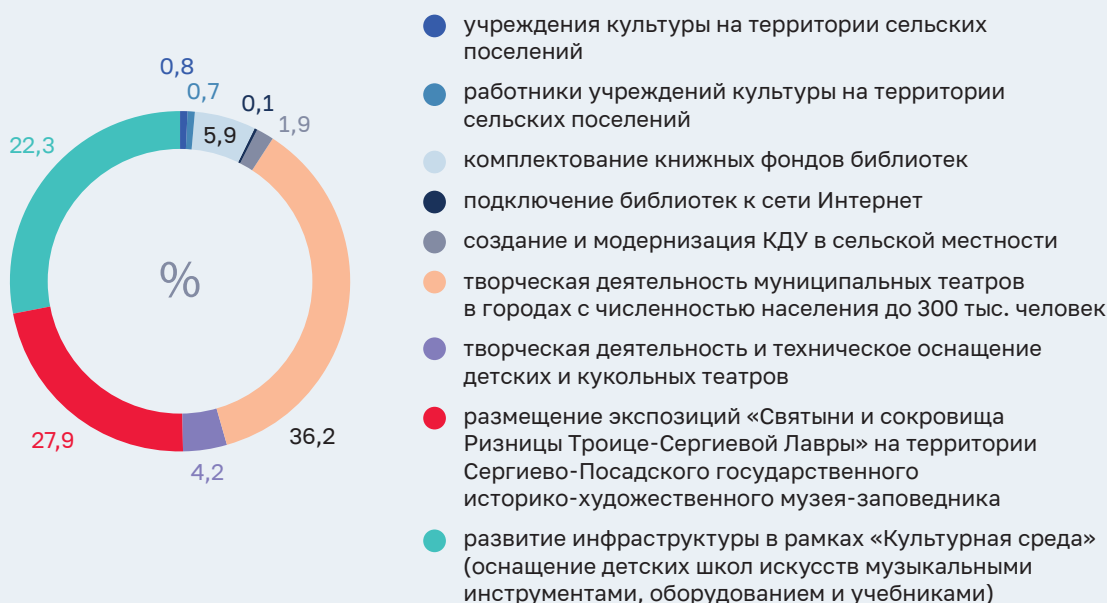 0,8
0,7
0,1
1,9
5,9
22,3
%
27,9
36,2
4,2
учреждения культуры на территории сельских
поселений
работники учреждений культуры на территории
сельских поселений
комплектование книжных фондов библиотек
подключение библиотек к сети Интернет
создание и модернизация КДУ в сельской местности
творческая деятельность муниципальных театров
в городах с численностью населения до 300 тыс. человек
творческая деятельность и техническое оснащение
детских и кукольных театров
размещение экспозиций «Святыни и сокровища
Ризницы Троице-Сергиевой Лавры» на территории
Сергиево-Посадского государственного
историко-художественного музея-заповедника
развитие инфраструктуры в рамках «Культурная среда»
(оснащение детских школ искусств музыкальными
инструментами, оборудованием и учебниками)